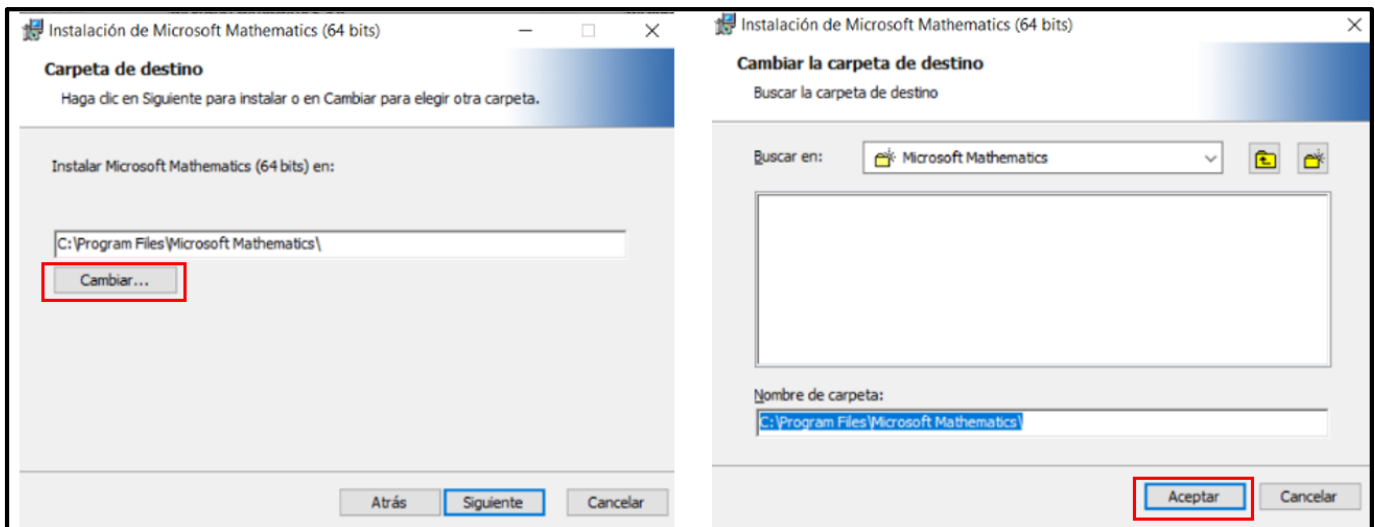 Instalación de Microsoft Mathematics (64 bits)
Carpeta de destino
Haga clic en Siguiente para instalar o en Cambiar para elegir otra carpeta.
Instalar Microsoft Mathematics (64 bits) en:
C:\Program Files\Microsoft Mathematics\
Cambiar...
Atrás
Siguiente
Cancelar
Instalación de Microsoft Mathematics (64 bits)
Cambiar la carpeta de destino
Buscar la carpeta de destino
Buscar en:
Microsoft Mathematics
Nombre de carpeta:
C:\Program Files\Microsoft Mathematics\
Aceptar
Cancelar